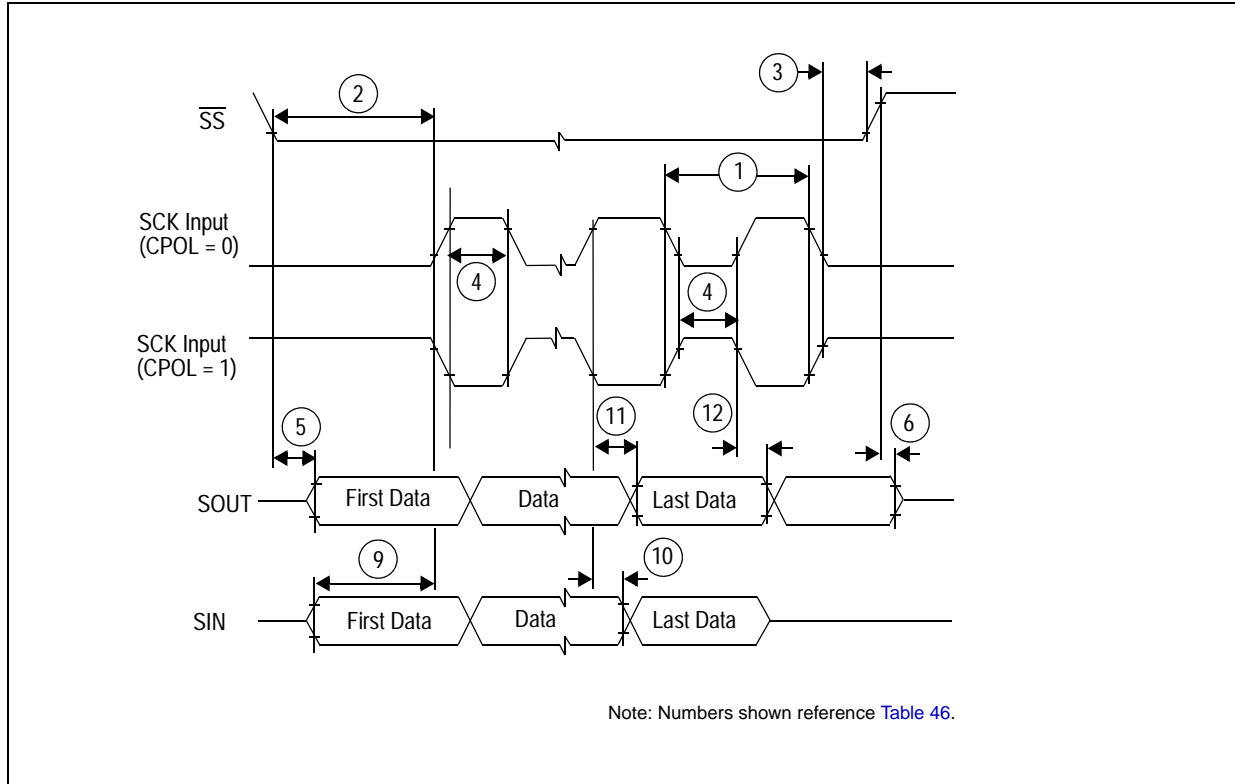 3
2
SS
1
SCK Input
(CPOL = 0)
4
4
SCK Input
(CPOL = 1)
11
12
5
6
SOUT
First Data
Data
Last Data
9
10
SIN
First Data
Data
Last Data
Note: Numbers shown reference Table 46.